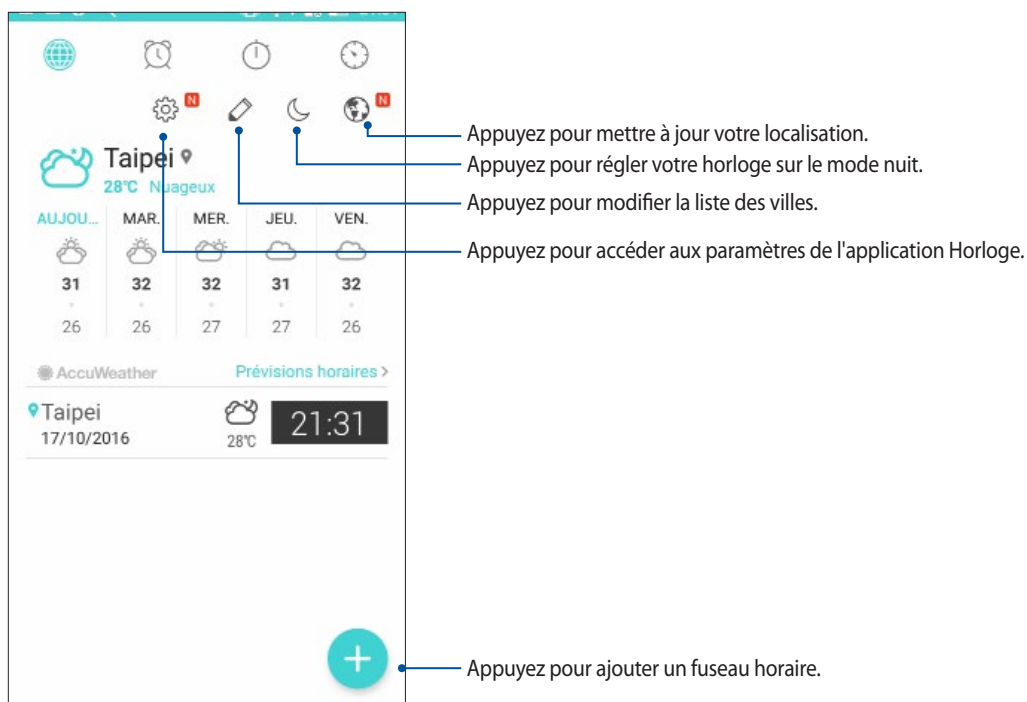 N
N
Appuyez pour mettre à jour votre localisation.
Appuyez pour régler votre horloge sur le mode nuit.
Appuyez pour modifier la liste des villes.
Appuyez pour accéder aux paramètres de l'application Horloge.
Taipei
28°C Nuageux
AUJOU... MAR. MER. JEU. VEN.
31 32 32 31 32
26 26 27 27 26
AccuWeather Prévisions horaires >
Taipei
17/10/2016
28°C
21:31
Appuyez pour ajouter un fuseau horaire.